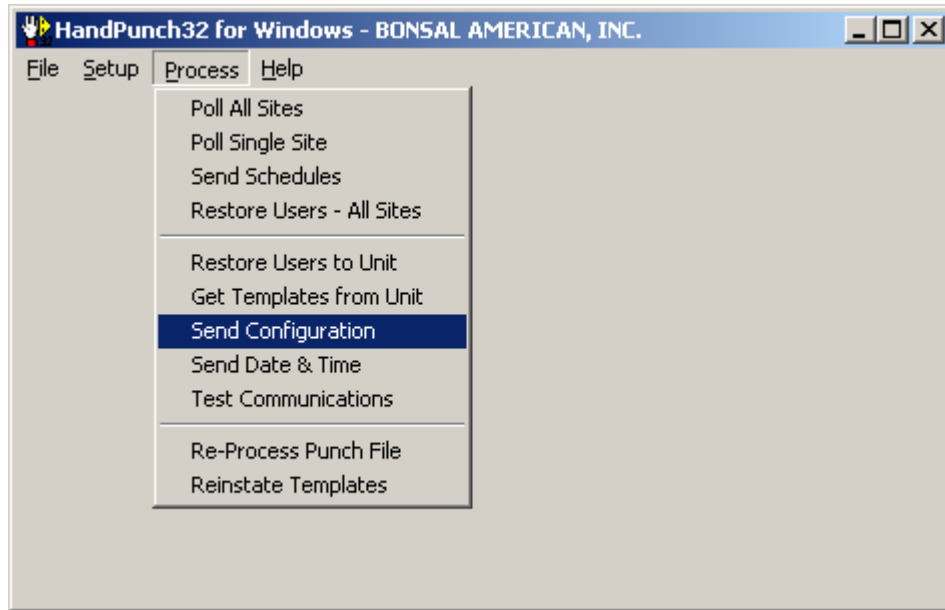 HandPunch32 for Windows - BONSAL AMERICAN, INC.
File Setup Process Help
Poll All Sites
Poll Single Site
Send Schedules
Restore Users - All Sites
Restore Users to Unit
Get Templates from Unit
Send Configuration
Send Date & Time
Test Communications
Re-Process Punch File
Reinstate Templates